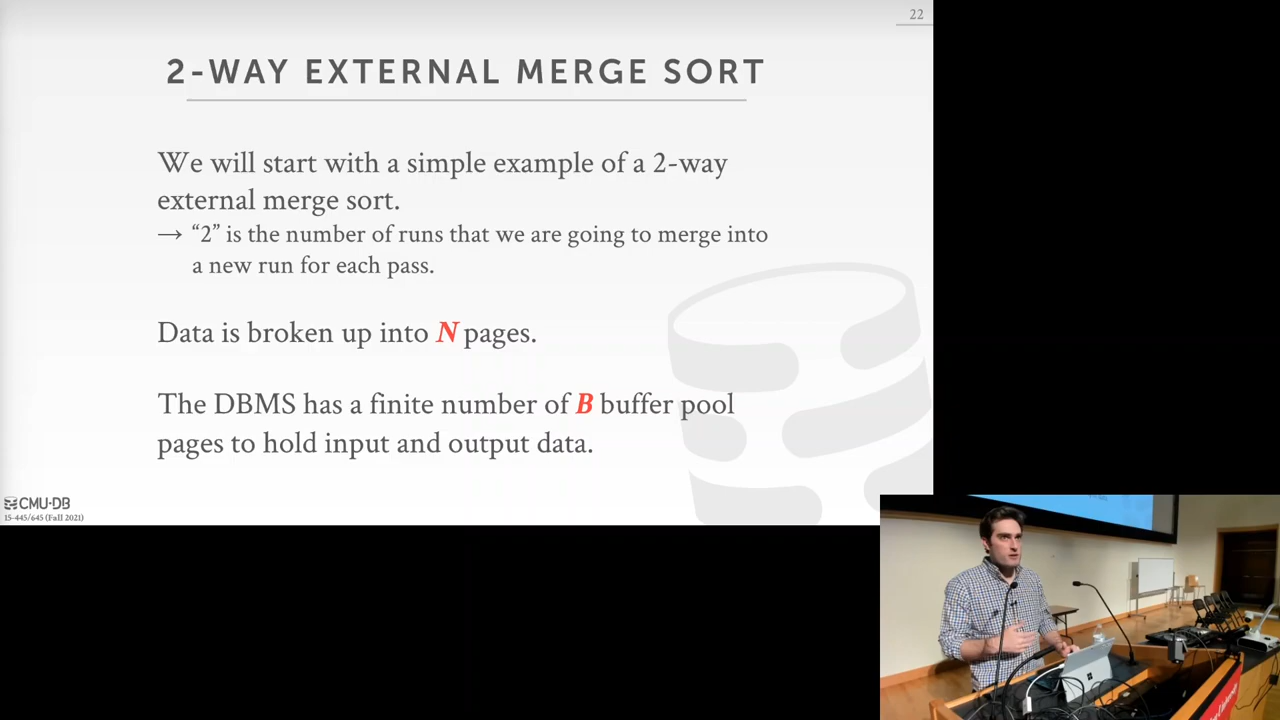 22
2-WAY EXTERNAL MERGE SORT
We will start with a simple example of a 2-way
external merge sort.
→ “2” is the number of runs that we are going to merge into
a new run for each pass.
Data is broken up into N pages.
The DBMS has a finite number of B buffer pool
pages to hold input and output data.
CMU·DB
15-445/645 (Fall 2021)